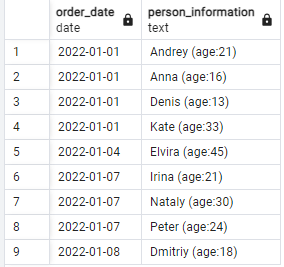 order_date person_information
date text
1 2022-01-01 Andrey (age:21)
2 2022-01-01 Anna (age:16)
3 2022-01-01 Denis (age:13)
4 2022-01-01 Kate (age:33)
5 2022-01-04 Elvira (age:45)
6 2022-01-07 Irina (age:21)
7 2022-01-07 Nataly (age:30)
8 2022-01-07 Peter (age:24)
9 2022-01-08 Dmitriy (age:18)